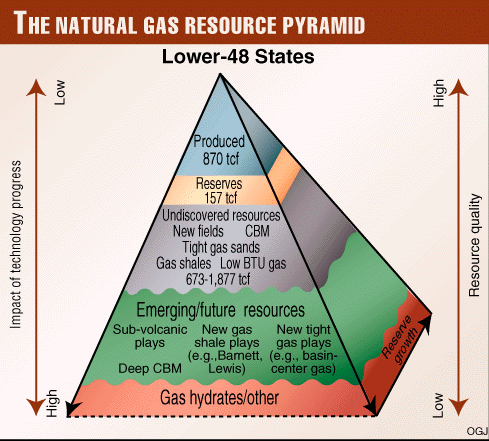 THE NATURAL GAS RESOURCE PYRAMID
Lower-48 States
Low
High
Impact of technology progress
Resource quality
Produced
870 tcf
Reserves
157 tcf
Undiscovered resources
New fields CBM
Tight gas sands
Gas shales Low BTU gas
673-1,877 tcf
Emerging/future resources
Sub-volcanic
plays
Deep CBM
New gas
shale plays
(e.g.,Barnett,
Lewis)
New tight
gas plays
(e.g., basin-
center gas)
Reserve
growth
Gas hydrates/other
High
Low
OGJ